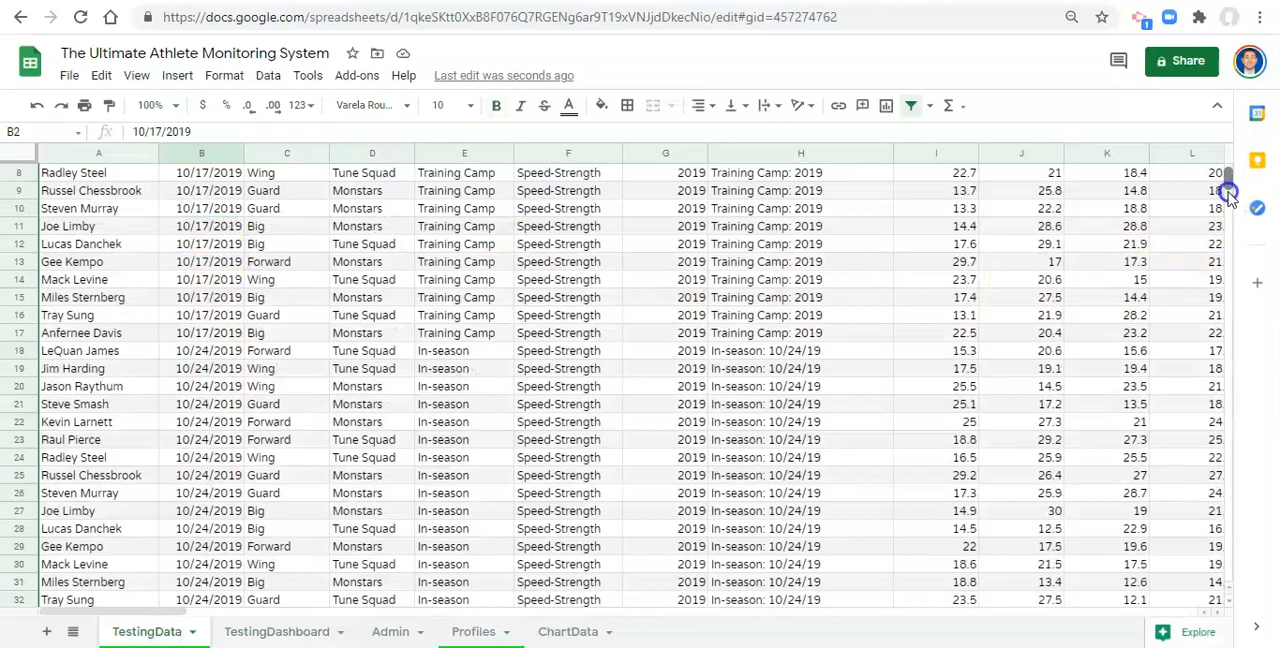 https://docs.google.com/spreadsheets/d/1qkeSKtt0XxB8F076Q7RGENg6ar9T19xVNJjdDkecNio/edit#gid=457274762
1
The Ultimate Athlete Monitoring System
File Edit View Insert Format Data Tools Add-ons Help Last edit was seconds ago
Share
100% $ % .0 .00 123 Varela Rou... 10 B I S A
B2 fx 10/17/2019
A B C D E F G H I J K L
8 Radley Steel 10/17/2019 Wing Tune Squad Training Camp Speed-Strength 2019 Training Camp: 2019 22.7 21 18.4 20
9 Russel Chessbrook 10/17/2019 Guard Monstars Training Camp Speed-Strength 2019 Training Camp: 2019 13.7 25.8 14.8 18
10 Steven Murray 10/17/2019 Guard Monstars Training Camp Speed-Strength 2019 Training Camp: 2019 13.3 22.2 18.8 18.
11 Joe Limby 10/17/2019 Big Monstars Training Camp Speed-Strength 2019 Training Camp: 2019 14.4 28.6 28.8 23.
12 Lucas Danchek 10/17/2019 Big Tune Squad Training Camp Speed-Strength 2019 Training Camp: 2019 17.6 29.1 21.9 22.
13 Gee Kempo 10/17/2019 Forward Monstars Training Camp Speed-Strength 2019 Training Camp: 2019 29.7 17 17.3 21.
14 Mack Levine 10/17/2019 Wing Tune Squad Training Camp Speed-Strength 2019 Training Camp: 2019 23.7 20.6 15 19.
15 Miles Sternberg 10/17/2019 Big Monstars Training Camp Speed-Strength 2019 Training Camp: 2019 17.4 27.5 14.4 19.
16 Tray Sung 10/17/2019 Guard Tune Squad Training Camp Speed-Strength 2019 Training Camp: 2019 13.1 21.9 28.2 21.
17 Anfernee Davis 10/17/2019 Big Monstars Training Camp Speed-Strength 2019 Training Camp: 2019 22.5 20.4 23.2 22.
18 LeQuan James 10/24/2019 Forward Tune Squad In-season Speed-Strength 2019 In-season: 10/24/19 15.3 20.6 15.6 17.
19 Jim Harding 10/24/2019 Wing Tune Squad In-season Speed-Strength 2019 In-season: 10/24/19 17.5 19.1 19.4 18.
20 Jason Raythum 10/24/2019 Wing Monstars In-season Speed-Strength 2019 In-season: 10/24/19 25.5 14.5 23.5 21.
21 Steve Smash 10/24/2019 Guard Monstars In-season Speed-Strength 2019 In-season: 10/24/19 25.1 17.2 13.5 18.
22 Kevin Larnett 10/24/2019 Forward Monstars In-season Speed-Strength 2019 In-season: 10/24/19 25 27.3 21 24.
23 Raul Pierce 10/24/2019 Forward Tune Squad In-season Speed-Strength 2019 In-season: 10/24/19 18.8 29.2 27.3 25.
24 Radley Steel 10/24/2019 Wing Tune Squad In-season Speed-Strength 2019 In-season: 10/24/19 16 25.9 25.5 22.
25 Russel Chessbrook 10/24/2019 Guard Monstars In-season Speed-Strength 2019 In-season: 10/24/19 29.2 26.4 27 27.
26 Steven Murray 10/24/2019 Guard Monstars In-season Speed-Strength 2019 In-season: 10/24/19 17.3 25.9 28.7 24.
27 Joe Limby 10/24/2019 Big Monstars In-season Speed-Strength 2019 In-season: 10/24/19 14.9 30 19 21.
28 Lucas Danchek 10/24/2019 Big Tune Squad In-season Speed-Strength 2019 In-season: 10/24/19 14.5 12.5 22.9 16.
29 Gee Kempo 10/24/2019 Forward Monstars In-season Speed-Strength 2019 In-season: 10/24/19 22 17.5 19.6 19.
30 Mack Levine 10/24/2019 Wing Tune Squad In-season Speed-Strength 2019 In-season: 10/24/19 18.6 21.5 17.5 19.
31 Miles Sternberg 10/24/2019 Big Monstars In-season Speed-Strength 2019 In-season: 10/24/19 18.8 13.4 12.6 14.
32 Tray Sung 10/24/2019 Guard Tune Squad In-season Speed-Strength 2019 In-season: 10/24/19 23.5 27.5 12.1 21.
TestingData TestingDashboard Admin Profiles ChartData Explore